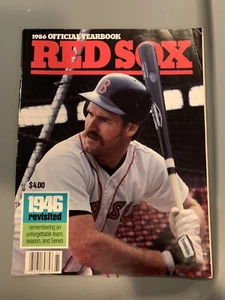 1986 OFFICIAL YEARBOOK
RED SOX
B
$4.00
1946
revisited
remembering an
unforgettable team,
season, and Series